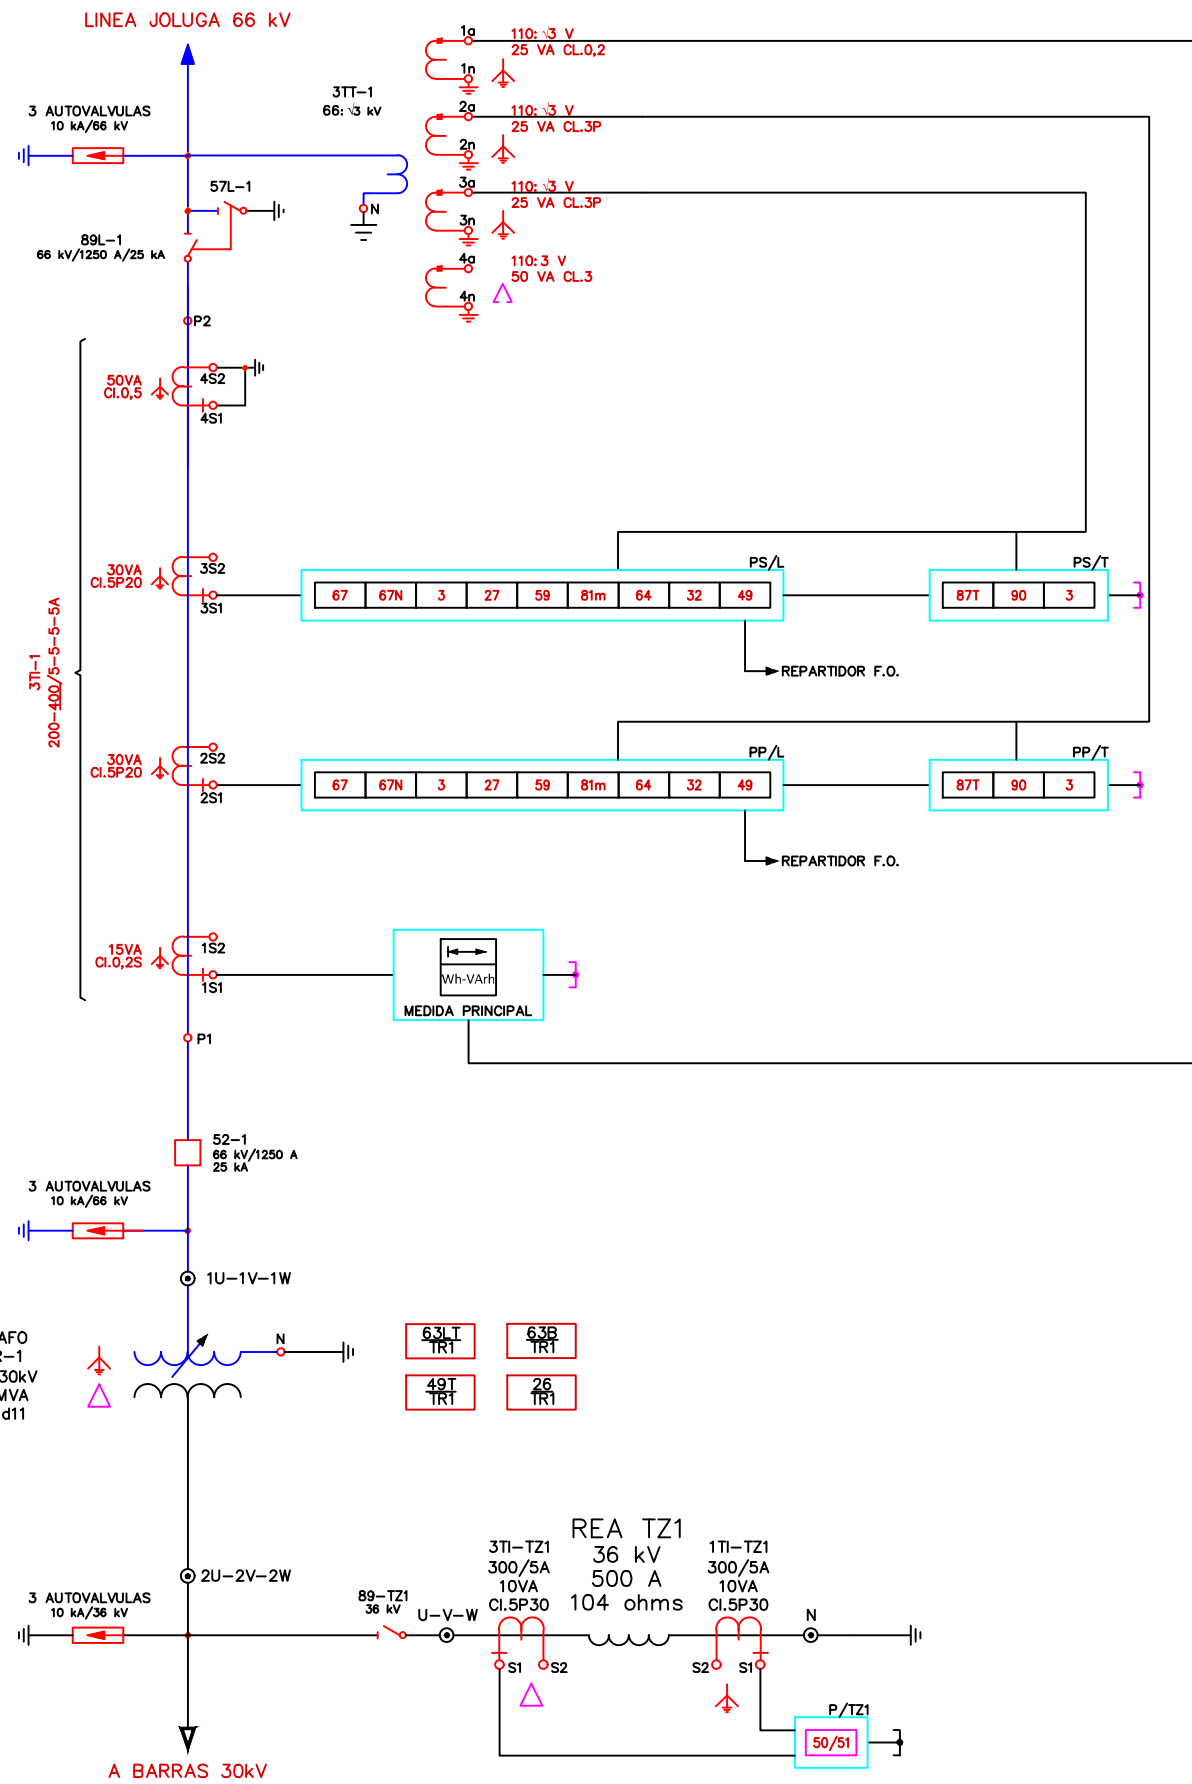 LINEA JOLUGA 66 kV
1a
110: √3 V
25 VA CL.0,2
1n
3TT-1
66: √3 kV
3 AUTOVALVULAS
10 kA/66 kV
2a
110: √3 V
25 VA CL.3P
2n
57L-1
3a
110: √3 V
25 VA CL.3P
3n
N
89L-1
66 kV/1250 A/25 kA
4a
110:3 V
50 VA CL.3
4n
P2
50VA
Cl.0,5
4S2
4S1
30VA
Cl.5P20
3S2
3S1
PS/L
67 67N 3 27 59 81m 64 32 49
PS/T
87T 90 3
REPARTIDOR F.O.
3TI-1
200-400/5-5-5-5A
30VA
Cl.5P20
2S2
2S1
PP/L
67 67N 3 27 59 81m 64 32 49
PP/T
87T 90 3
REPARTIDOR F.O.
15VA
Cl.0,2S
1S2
1S1
Wh-VArh
MEDIDA PRINCIPAL
P1
52-1
66 kV/1250 A
25 kA
3 AUTOVALVULAS
10 kA/66 kV
1U-1V-1W
AFO
R-1
30kV
MVA
d11
N
63LT
TR1
63B
TR1
49T
TR1
26
TR1
2U-2V-2W
3 AUTOVALVULAS
10 kA/36 kV
89-TZ1
36 kV
U-V-W
3TI-TZ1
300/5A
10VA
Cl.5P30
REA TZ1
36 kV
500 A
104 ohms
1TI-TZ1
300/5A
10VA
Cl.5P30
N
S1
S2
S2
S1
P/TZ1
50/51
A BARRAS 30kV